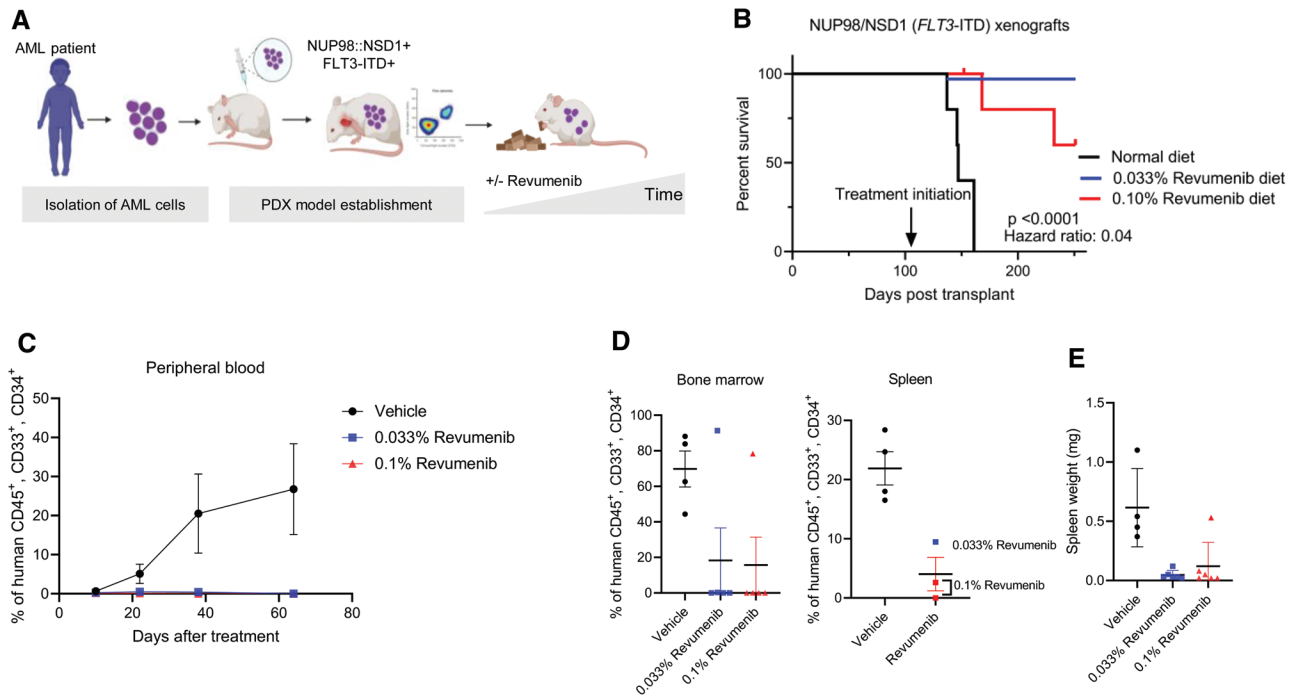 A
AML patient
NUP98::NSD1+
FLT3-ITD+
+/- Revumenib
Time
Isolation of AML cells
PDX model establishment
B
NUP98/NSD1 (FLT3-ITD) xenografts
Percent survival
100
50
0
Treatment initiation
Normal diet
0.033% Revumenib diet
0.10% Revumenib diet
p <0.0001
Hazard ratio: 0.04
0
100
200
Days post transplant
C
Peripheral blood
% of human CD45+, CD33+, CD34+
50
40
30
20
10
0
0
20
40
60
80
Days after treatment
Vehicle
0.033% Revumenib
0.1% Revumenib
D
Bone marrow
% of human CD45+, CD33+, CD34+
100
80
60
40
20
0
Vehicle
0.033% Revumenib
0.1% Revumenib
Spleen
% of human CD45+, CD33+, CD34+
30
20
10
0
0.033% Revumenib
0.1% Revumenib
Vehicle
Revumenib
E
Spleen weight (mg)
1.5
1.0
0.5
0.0
Vehicle
0.033% Revumenib
0.1% Revumenib